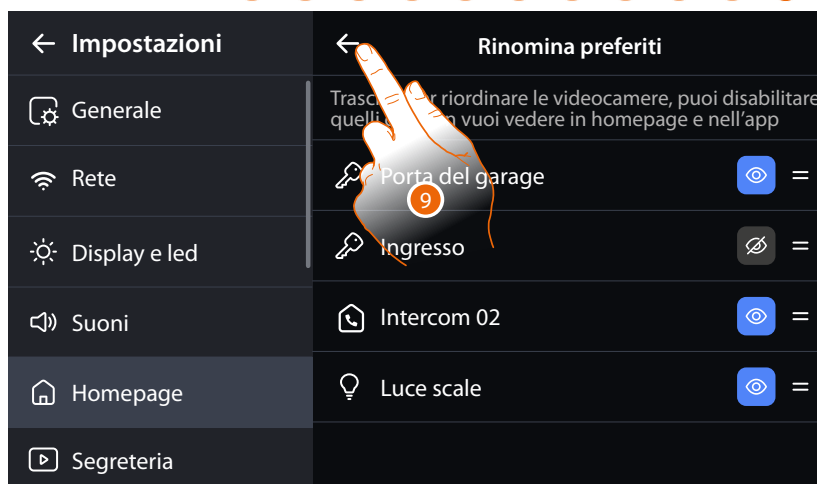 Impostazioni
Generale
Rete
Display e led
Suoni
Homepage
Segreteria
Rinomina preferiti
riordinare le videocamere, puoi disabilitare
quelli vuoi vedere in homepage e nell'app
Porta del garage
9
Ingresso
Intercom 02
Luce scale